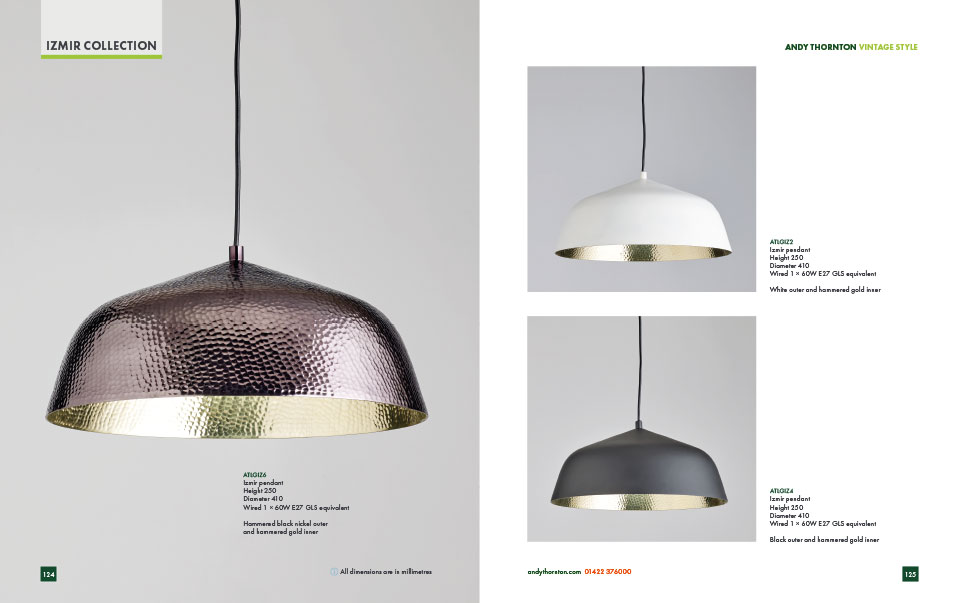 IZMIR COLLECTION
ATLGIZ6
Izmir pendant
Height 250
Diameter 410
Wired 1 × 60W E27 GLS equivalent
Hammered black nickel outer
and hammered gold inner
124
All dimensions are in millimetres
ANDY THORNTON VINTAGE STYLE
ATLGIZ2
Izmir pendant
Height 250
Diameter 410
Wired 1 × 60W E27 GLS equivalent
White outer and hammered gold inner
ATLGIZ4
Izmir pendant
Height 250
Diameter 410
Wired 1 × 60W E27 GLS equivalent
Black outer and hammered gold inner
andythornton.com 01422 376000
125